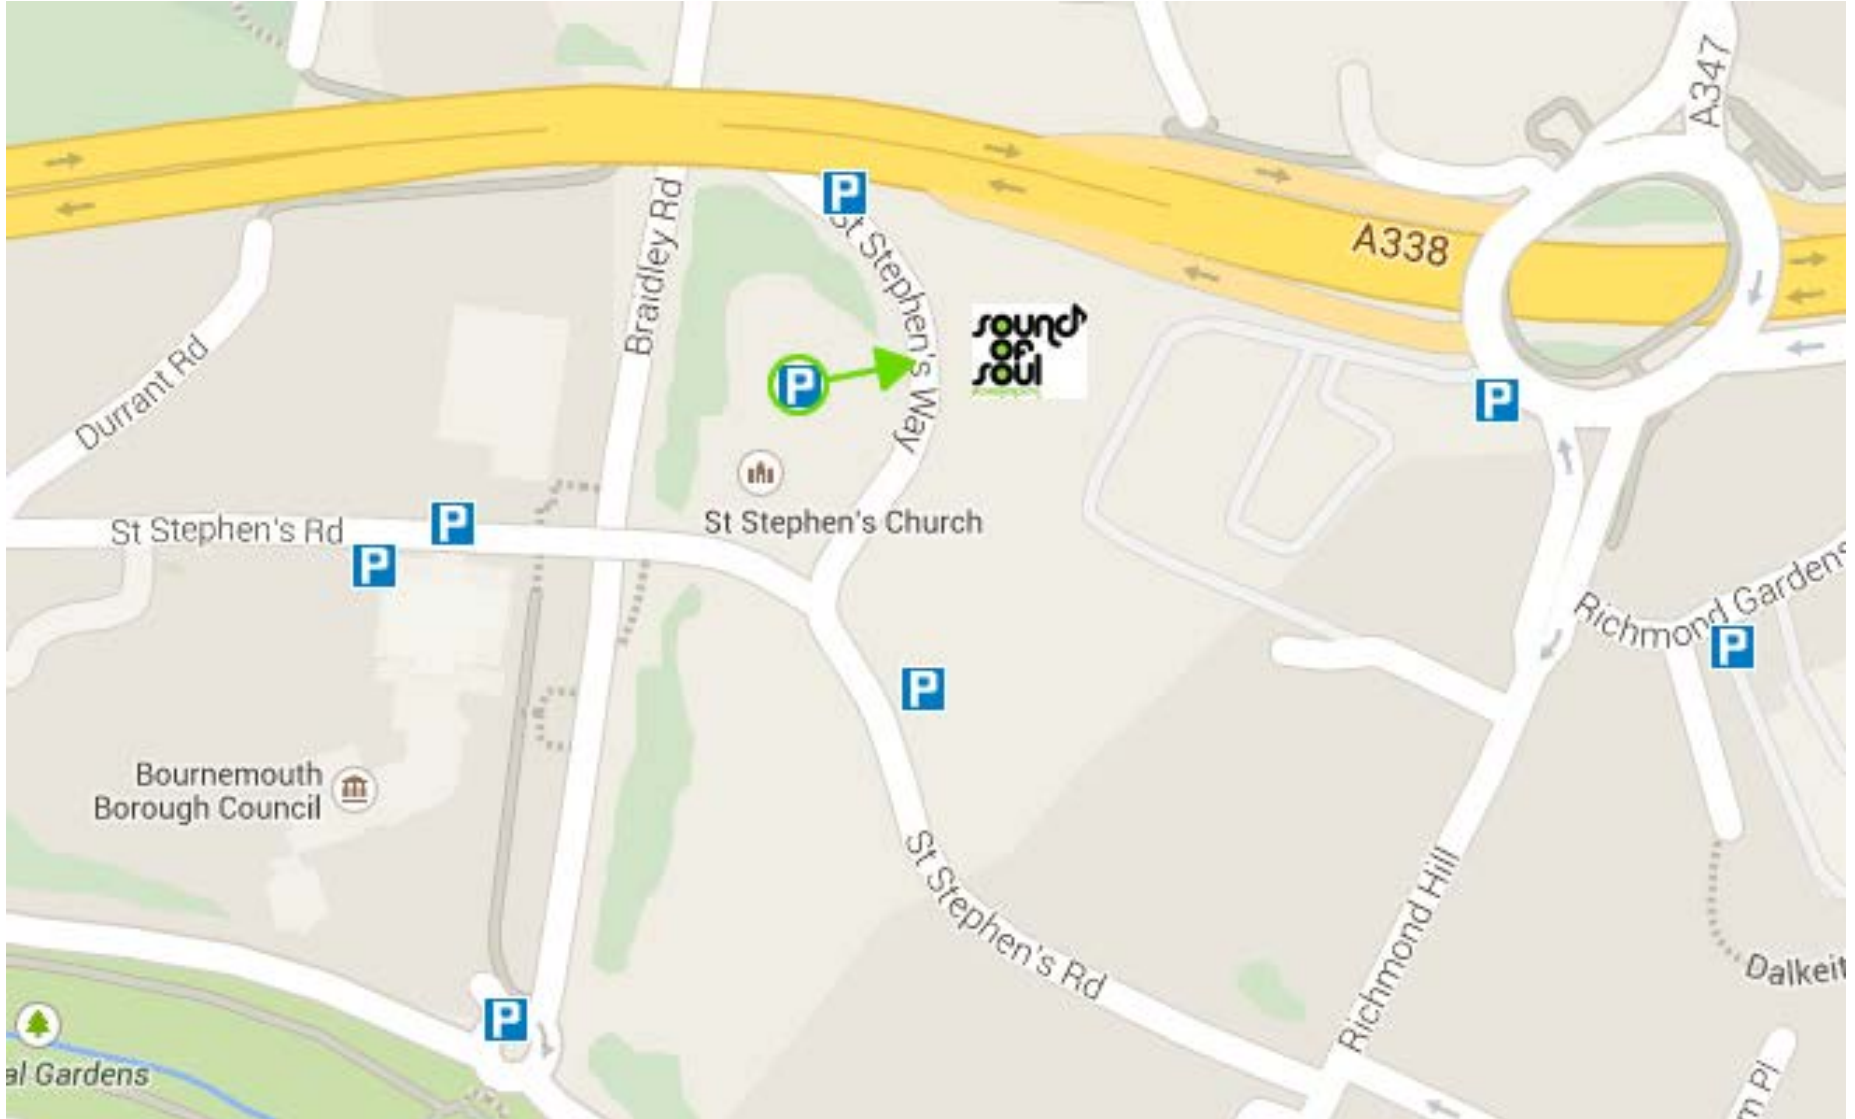 A347
P
St Stephen's Way
Braidley Rd
A338
sound
of
soul
P
P
Durrant Rd
St Stephen's Church
St Stephen's Rd
P
P
Richmond Gardens
P
P
Bournemouth
Borough Council
St Stephen's Rd
Richmond Hill
Dalkeit
P
al Gardens
m Pl